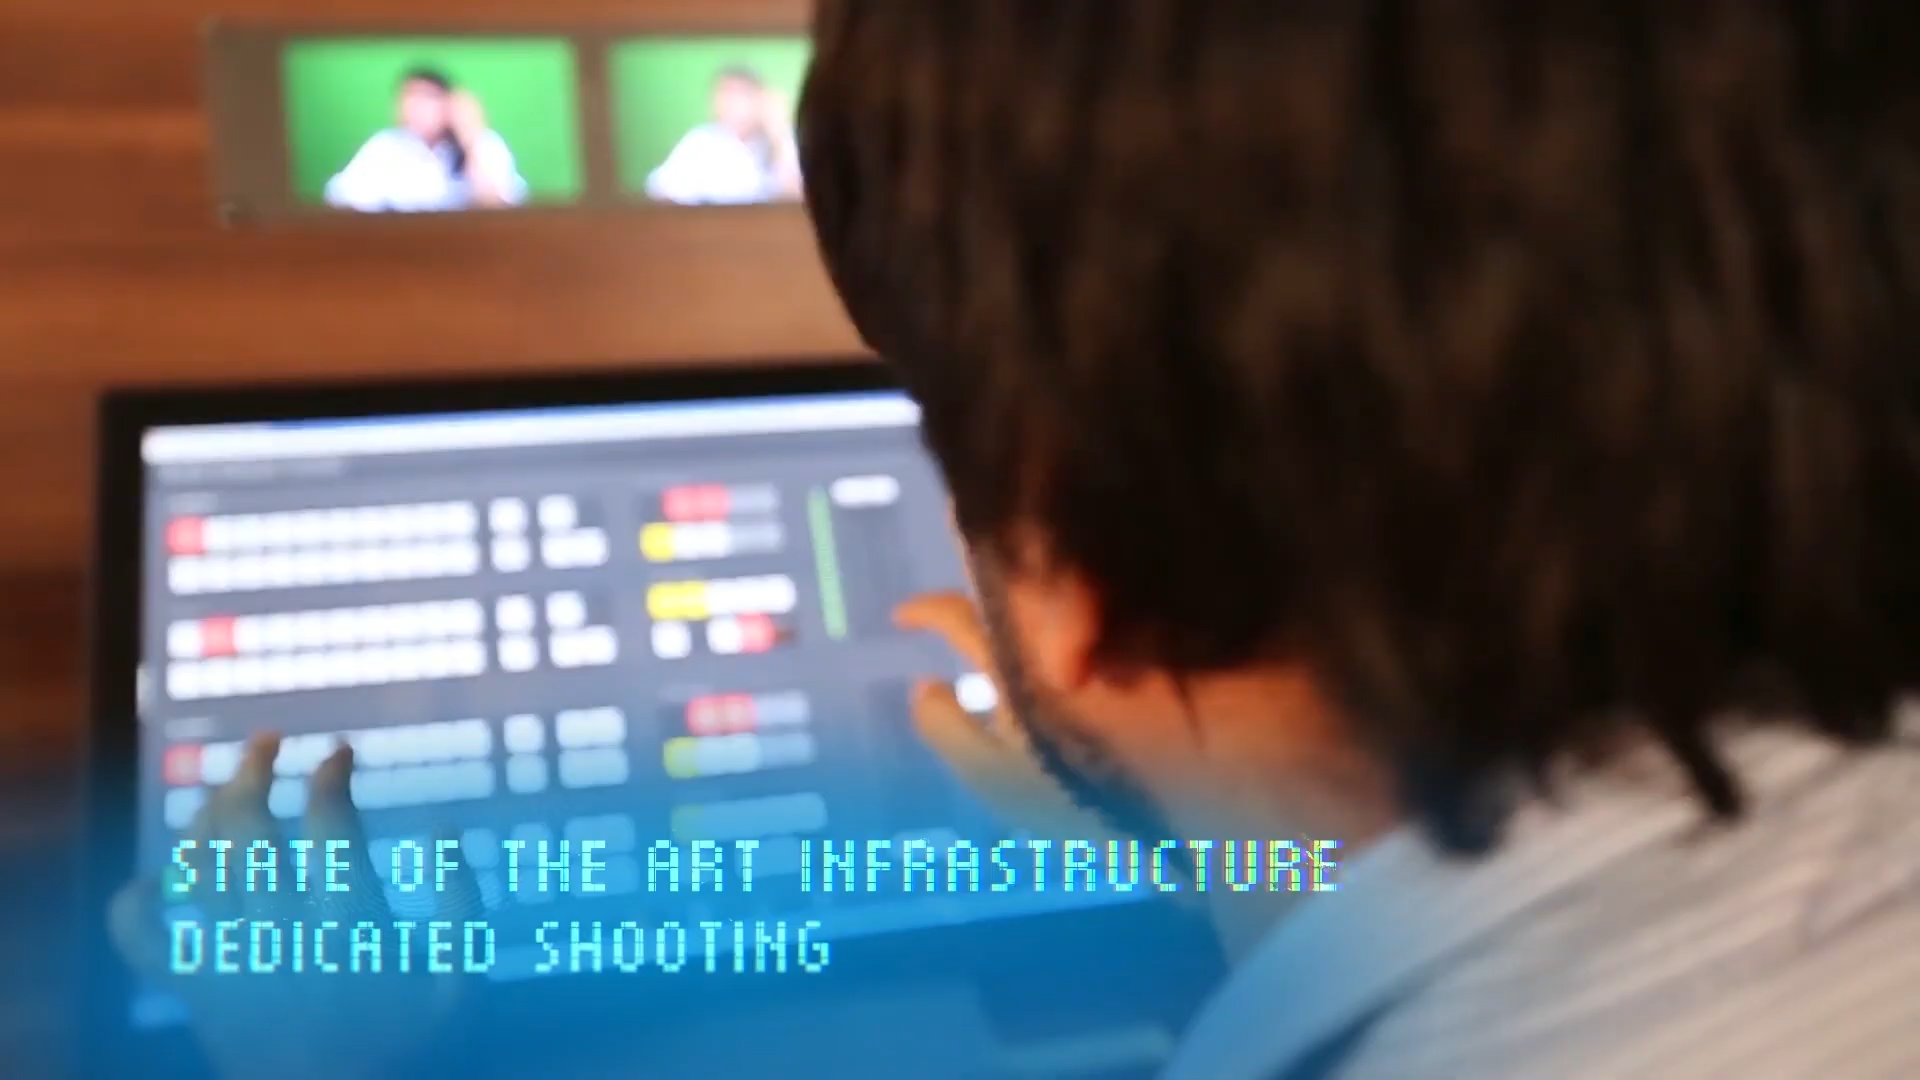 STATE OF THE ART INFRASTRUCTURE
DEDICATED SHOOTING